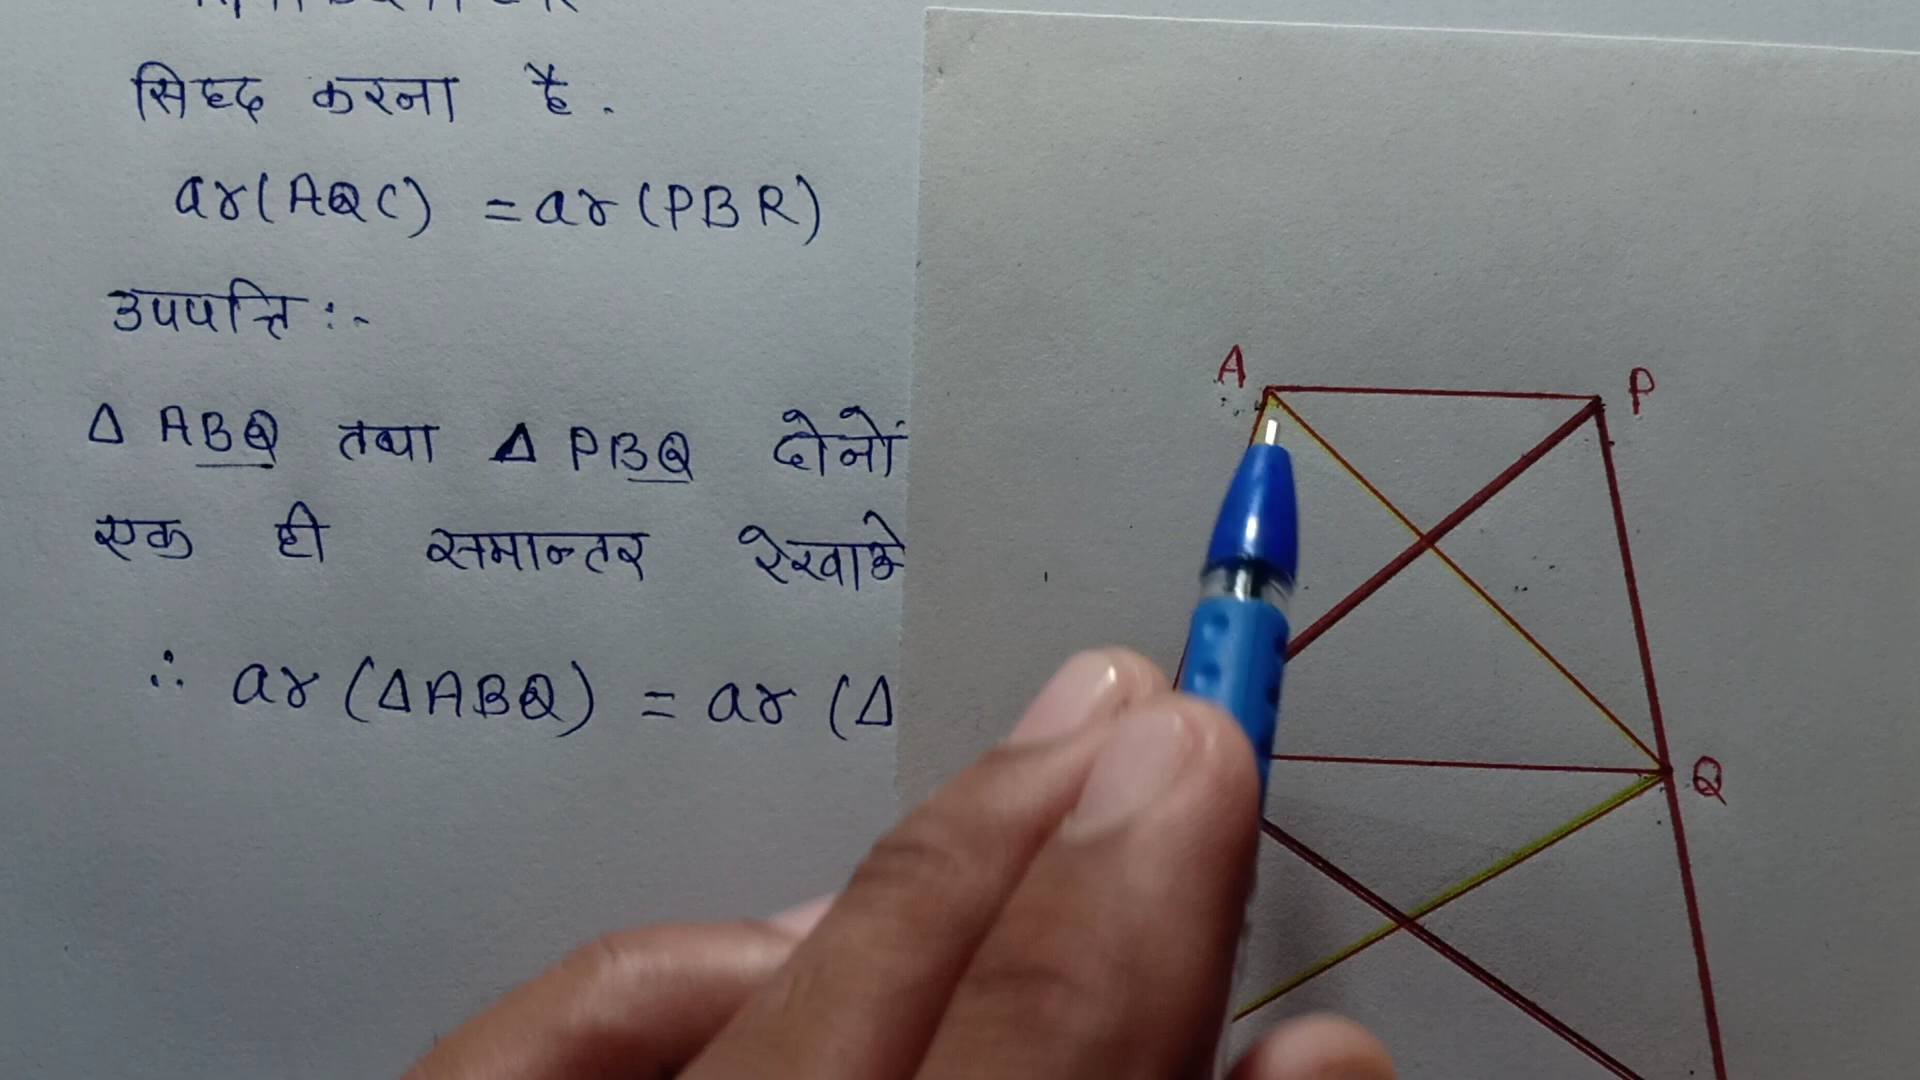 सिध्द करना है.
ar(AQC) = ar(PBR)
उपपत्ति :-
Δ ABQ तथा Δ PBQ दोनों
एक ही समान्तर
∴ ar (ΔABQ) = ar (Δ
A
P
Q